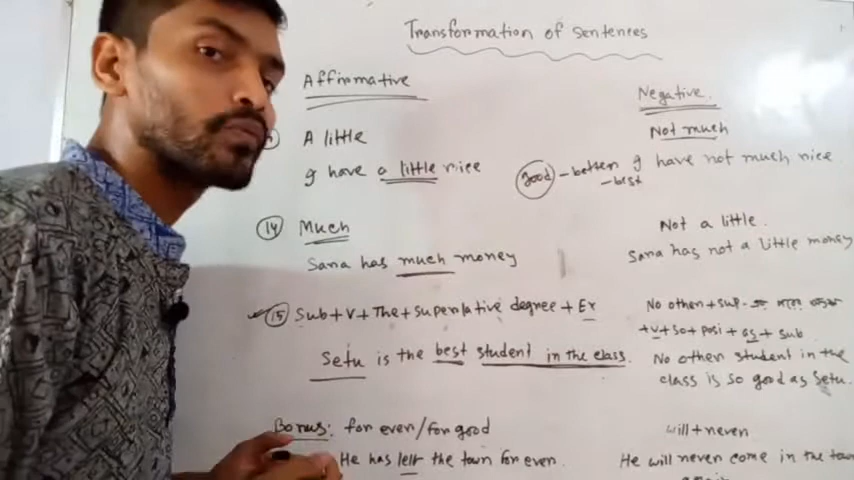 Transformation of Sentences
Affirmative
Negative.
A little
Not much
I have a little rice
good - better
- best
I have not much rice.
14 Much
Not a little.
Sana has much money
Sana has not a little money
15 Sub+V+The+superlative degree + Ex
No other + sup-
+v+so+posi+as+sub
Setu is the best student in the class.
No other student in the
class is so good as Setu.
Bonus: for ever/for good
will+never
He has left the town for ever.
He will never come in the town